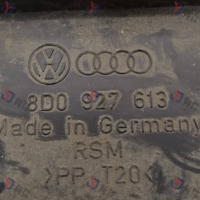 8D0 927 613
Made in Germany
RSM
>PP T20<